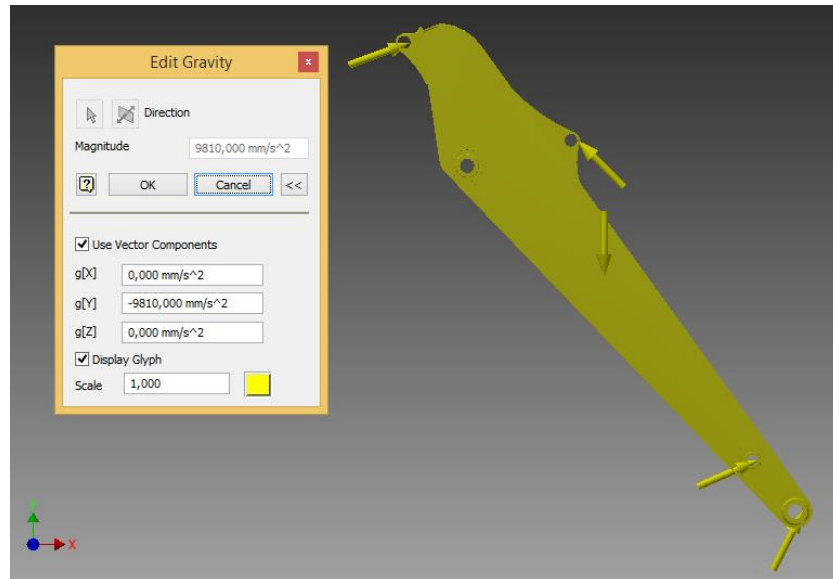 Edit Gravity
x
Direction
Magnitude 9810,000 mm/s^2
OK Cancel <<
Use Vector Components
g[X] 0,000 mm/s^2
g[Y] -9810,000 mm/s^2
g[Z] 0,000 mm/s^2
Display Glyph
Scale 1,000
X